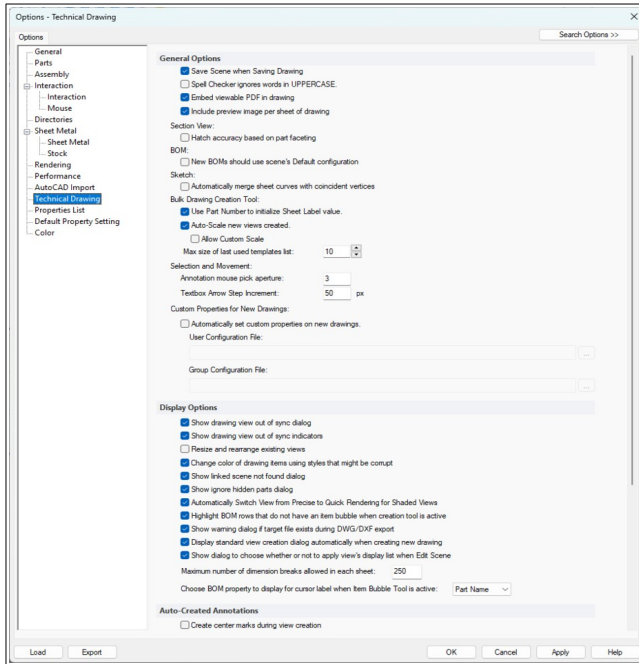 Options - Technical Drawing
Search Options >>
Options
General
Parts
Assembly
Interaction
Interaction
Mouse
Directories
Sheet Metal
Sheet Metal
Stock
Rendering
Performance
AutoCAD Import
Technical Drawing
Properties List
Default Property Setting
Color
General Options
Save Scene when Saving Drawing
Spell Checker ignores words in UPPERCASE.
Embed viewable PDF in drawing
Include preview image per sheet of drawing
Section View:
Hatch accuracy based on part faceting
BOM:
New BOMs should use scene's Default configuration
Sketch:
Automatically merge sheet curves with coincident vertices
Bulk Drawing Creation Tool:
Use Part Number to initialize Sheet Label value.
Auto-Scale new views created.
Allow Custom Scale
Max size of last used templates list: 10
Selection and Movement:
Annotation mouse pick aperture: 3
Textbox Arrow Step Increment: 50 px
Custom Properties for New Drawings:
Automatically set custom properties on new drawings.
User Configuration File:
...
Group Configuration File:
...
Display Options
Show drawing view out of sync dialog
Show drawing view out of sync indicators
Resize and rearrange existing views
Change color of drawing items using styles that might be corrupt
Show linked scene not found dialog
Show ignore hidden parts dialog
Automatically Switch View from Precise to Quick Rendering for Shaded Views
Highlight BOM rows that do not have an item bubble when creation tool is active
Show warning dialog if target file exists during DWG/DXF export
Display standard view creation dialog automatically when creating new drawing
Show dialog to choose whether or not to apply view's display list when Edit Scene
Maximum number of dimension breaks allowed in each sheet: 250
Choose BOM property to display for cursor label when Item Bubble Tool is active: Part Name
Auto-Created Annotations
Create center marks during view creation
Load Export OK Cancel Apply Help